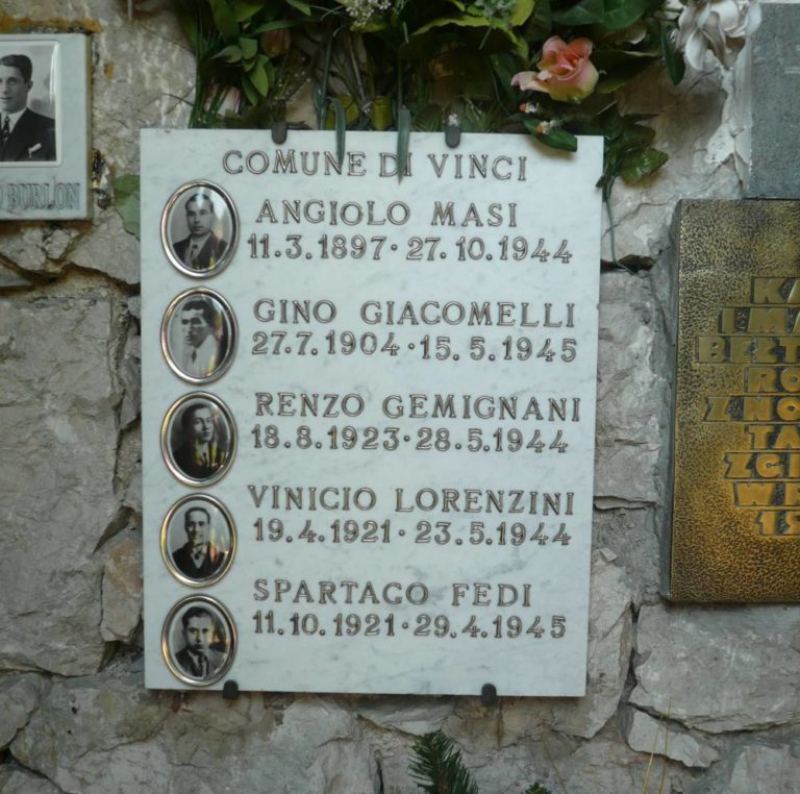 COMUNE DI VINCI
ANGIOLO MASI
11.3.1897·27.10.1944
GINO GIACOMELLI
27.7.1904·15.5.1945
RENZO GEMIGNANI
18.8.1923·28.5.1944
VINICIO LORENZINI
19.4.1921·23.5.1944
SPARTACO FEDI
11.10.1921·29.4.1945